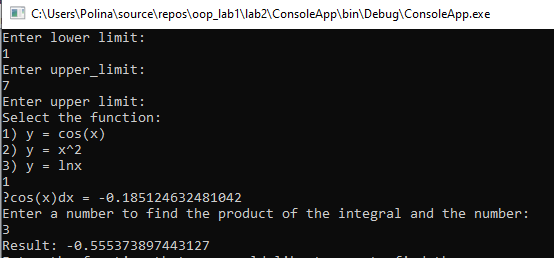 C:\Users\Polina\source\repos\oop_lab1\lab2\ConsoleApp\bin\Debug\ConsoleApp.exe
Enter lower limit:
1
Enter upper_limit:
7
Enter upper limit:
Select the function:
1) y = cos(x)
2) y = x^2
3) y = lnx
1
?cos(x)dx = -0.185124632481042
Enter a number to find the product of the integral and the number:
3
Result: -0.555373897443127